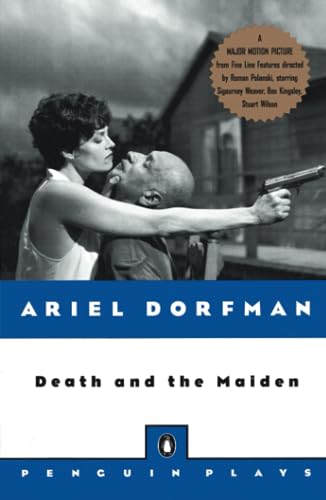 A
MAJOR MOTION PICTURE
from Fine Line Features directed
by Roman Polanski, starring
Sigourney Weaver, Ben Kingsley,
Stuart Wilson
ARIEL DORFMAN
Death and the Maiden
PENGUIN PLAYS